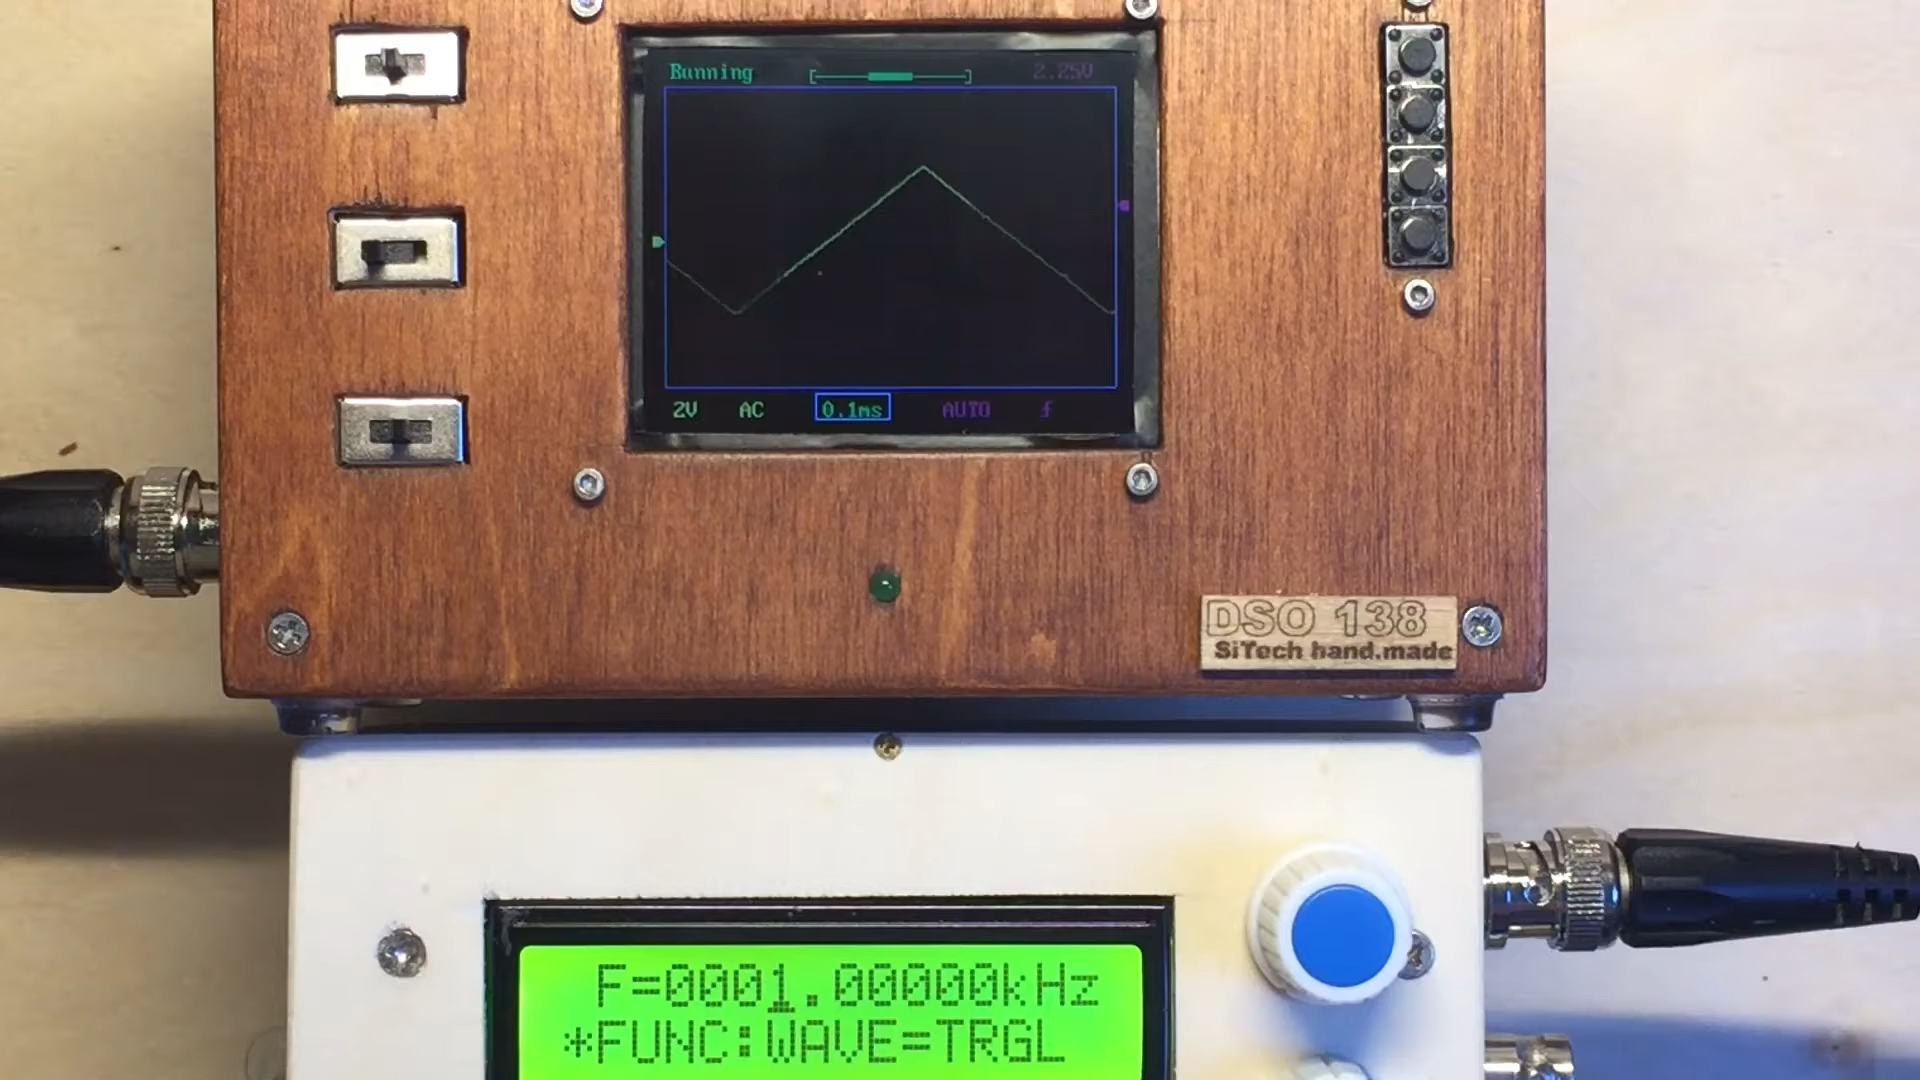 Running 2.25V
2V AC 0.1ms AUTO
DSO 138
SiTech hand.made
F=0001.00000kHz
*FUNC:WAVE=TRGL